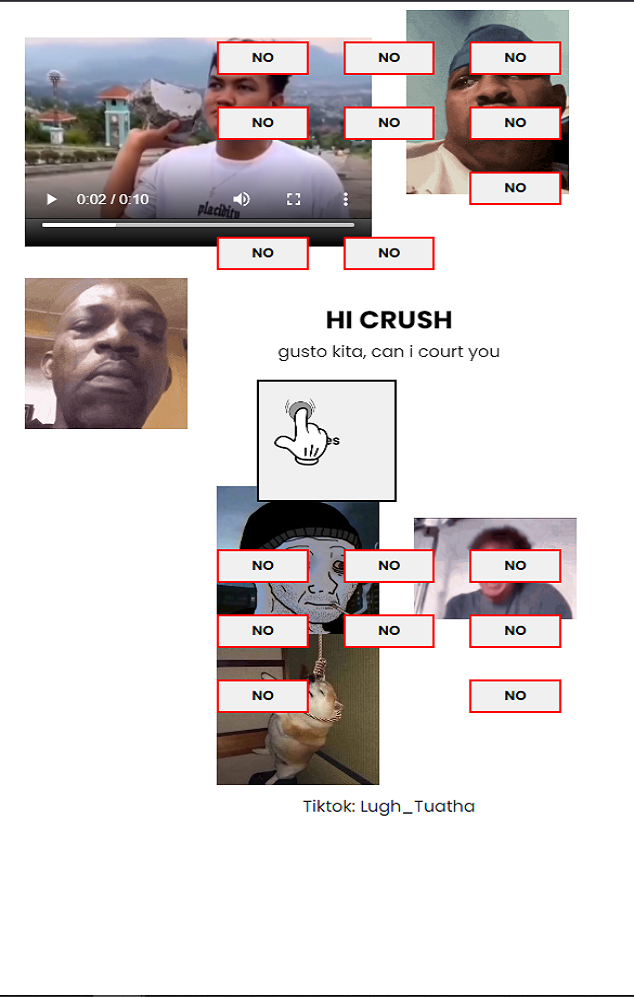 NO NO NO
NO NO NO
placidity
0:02 / 0:10
NO
NO NO
HI CRUSH
gusto kita, can i court you
es
NO NO NO
NO NO NO
NO NO
Tiktok: Lugh_Tuatha